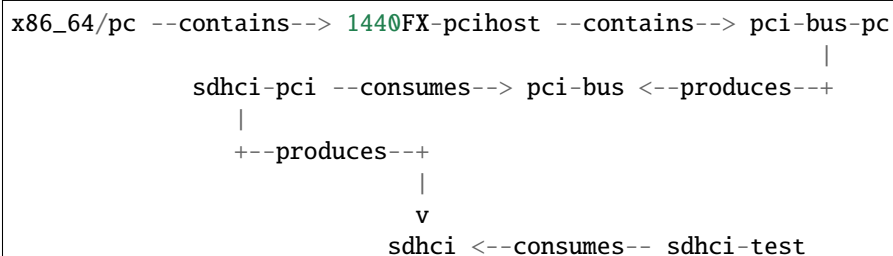 x86_64/pc --contains--> 1440FX-pcihost --contains--> pci-bus-pc
|
sdhci-pci --consumes--> pci-bus <--produces--+
|
+--produces--+
|
v
sdhci <--consumes-- sdhci-test